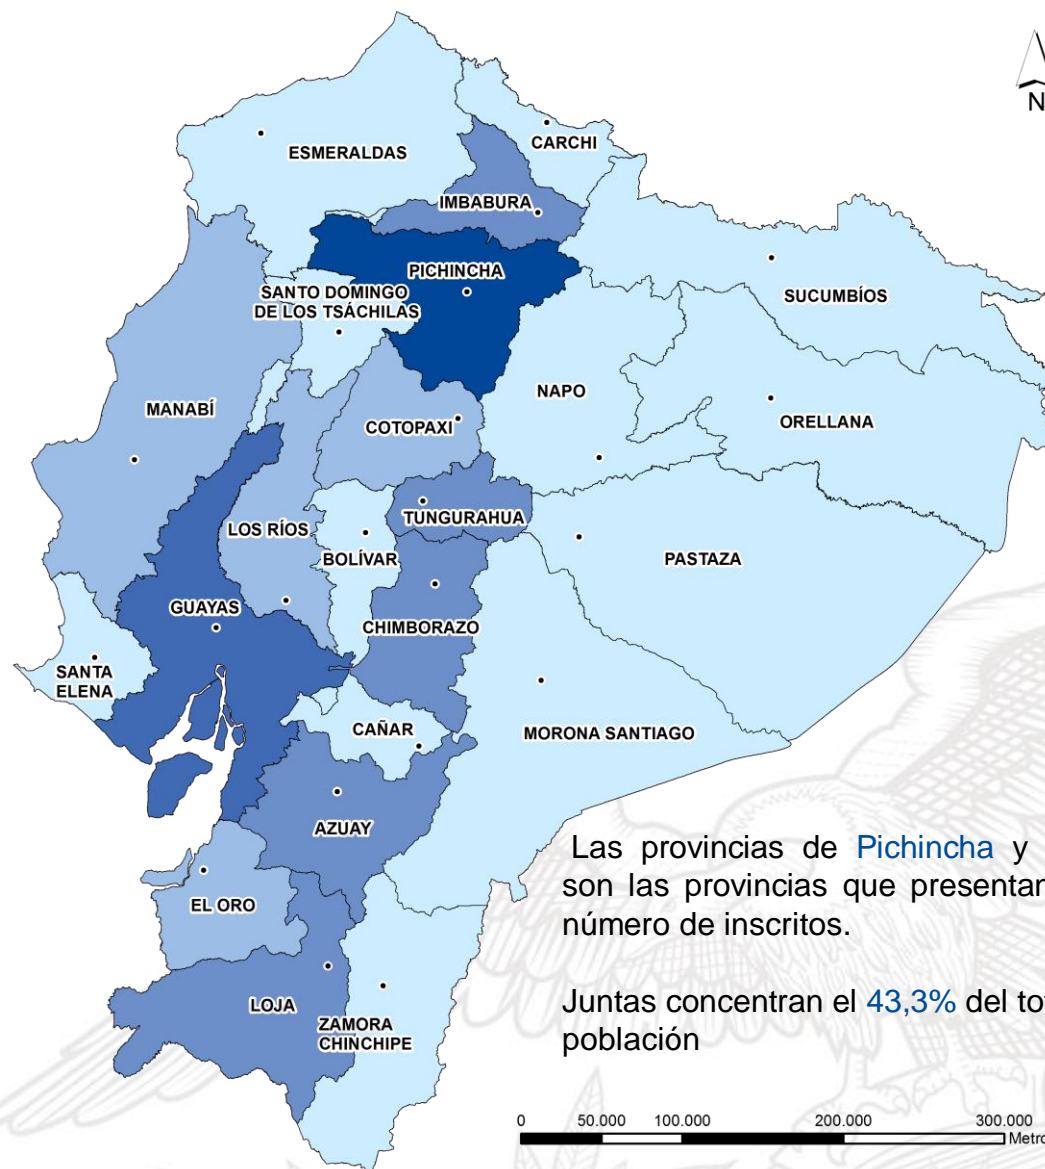 N
CARCHI
ESMERALDAS
IMBABURA
PICHINCHA
SANTO DOMINGO
DE LOS TSÁCHILAS
SUCUMBÍOS
NAPO
MANABÍ
COTOPAXI
ORELLANA
TUNGURAHUA
LOS RÍOS
BOLÍVAR
PASTAZA
GUAYAS
CHIMBORAZO
SANTA
ELENA
CAÑAR
MORONA SANTIAGO
AZUAY
EL ORO
LOJA
ZAMORA
CHINCHIPE
Las provincias de Pichincha y
son las provincias que presentan
número de inscritos.
Juntas concentran el 43,3% del
población
0 50.000 100.000 200.000 300.000
Metro